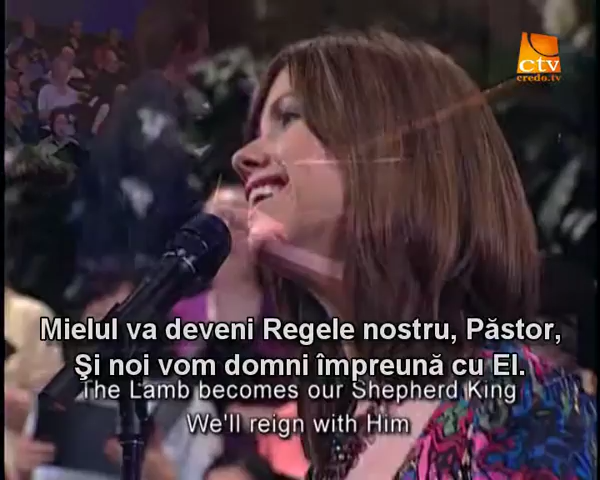 ctv
credo.tv
Mielul va deveni Regele nostru, Păstor,
Şi noi vom domni împreună cu El.
The Lamb becomes our Shepherd King
We'll reign with Him